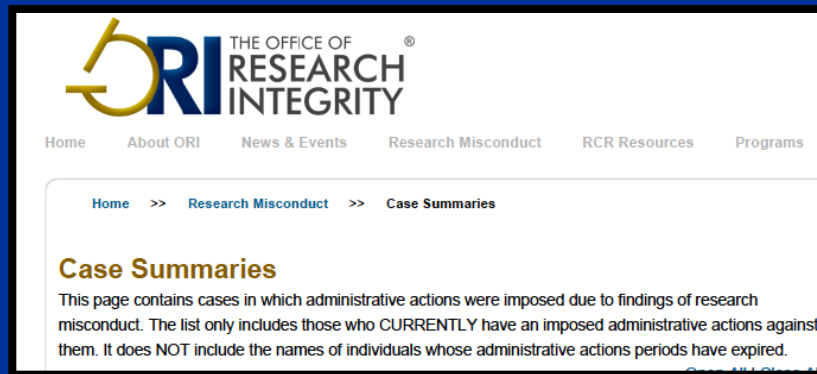 ORI THE OFFICE OF ®
RESEARCH
INTEGRITY
Home About ORI News & Events Research Misconduct RCR Resources Programs
Home >> Research Misconduct >> Case Summaries
Case Summaries
This page contains cases in which administrative actions were imposed due to findings of research
misconduct. The list only includes those who CURRENTLY have an imposed administrative actions against
them. It does NOT include the names of individuals whose administrative actions periods have expired.